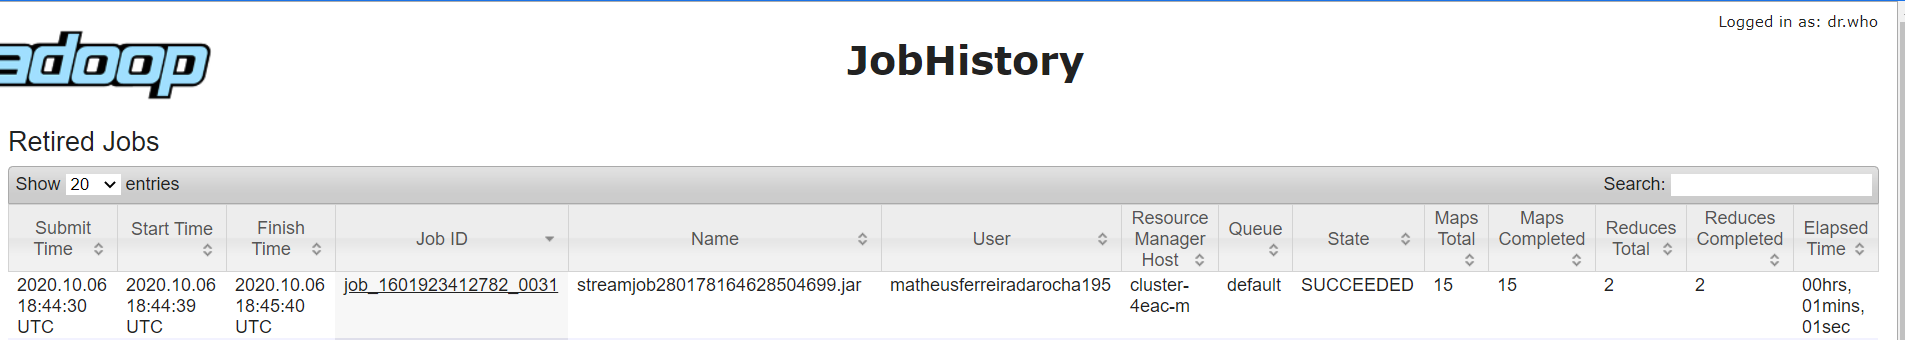 Logged in as: dr.who
adoop
JobHistory
Retired Jobs
Show 20 entries
Search:
Submit Time
Start Time
Finish Time
Job ID
Name
User
Resource Manager Host
Queue
State
Maps Total
Maps Completed
Reduces Total
Reduces Completed
Elapsed Time
2020.10.06 18:44:30 UTC
2020.10.06 18:44:39 UTC
2020.10.06 18:45:40 UTC
job_1601923412782_0031
streamjob280178164628504699.jar
matheusferreiradarocha195
cluster-4eac-m
default
SUCCEEDED
15
15
2
2
00hrs, 01mins, 01sec